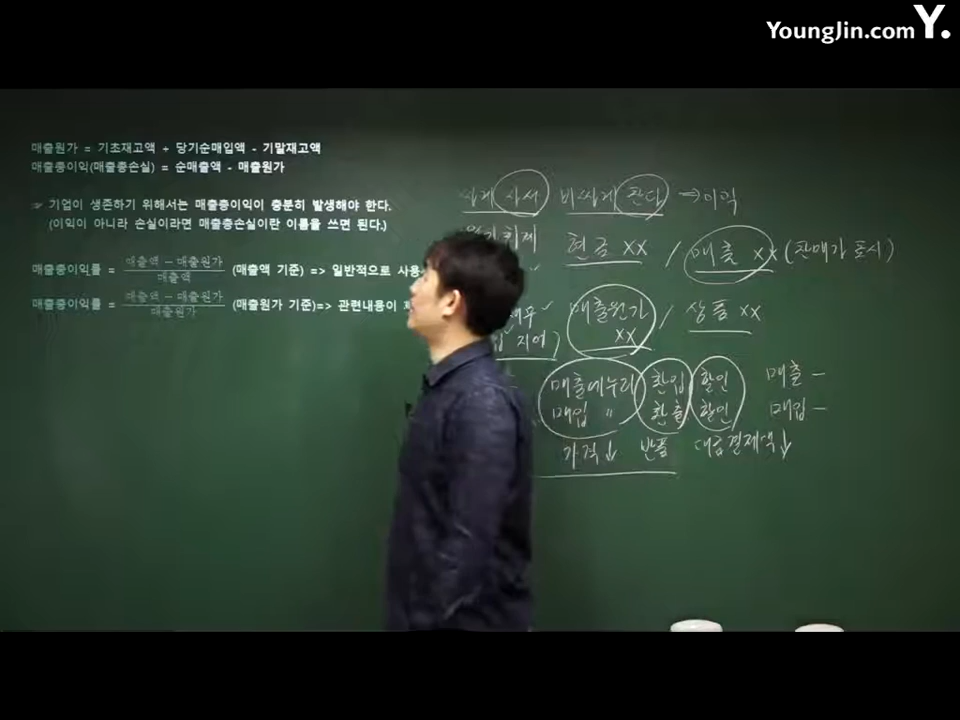 YoungJin.com Y.
매출원가 = 기초재고액 + 당기순매입액 - 기말재고액
매출총이익(매출총손실) = 순매출액 - 매출원가
☞ 기업이 생존하기 위해서는 매출총이익이 충분히 발생해야 한다.
(이익이 아니라 손실이라면 매출총손실이란 이름을 쓰면 된다.)
매출총이익률 = 매출액 - 매출원가 / 매출액 (매출액 기준) => 일반적으로 사용
매출총이익률 = 매출액 - 매출원가 / 매출원가 (매출원가 기준)=> 관련내용이
싸게 사서 비싸게 판다 ⇒ 이익
현금 xx / 매출 xx (판매가 표시)
매출원가 xx / 상품 xx
지연)
매출에누리 환입 할인 매출 -
매입 〃 환출 할인 매입 -
가격↓ 반품 대금결제액↓